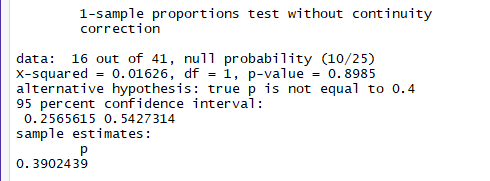 1-sample proportions test without continuity
correction
data: 16 out of 41, null probability (10/25)
X-squared = 0.01626, df = 1, p-value = 0.8985
alternative hypothesis: true p is not equal to 0.4
95 percent confidence interval:
0.2565615 0.5427314
sample estimates:
p
0.3902439